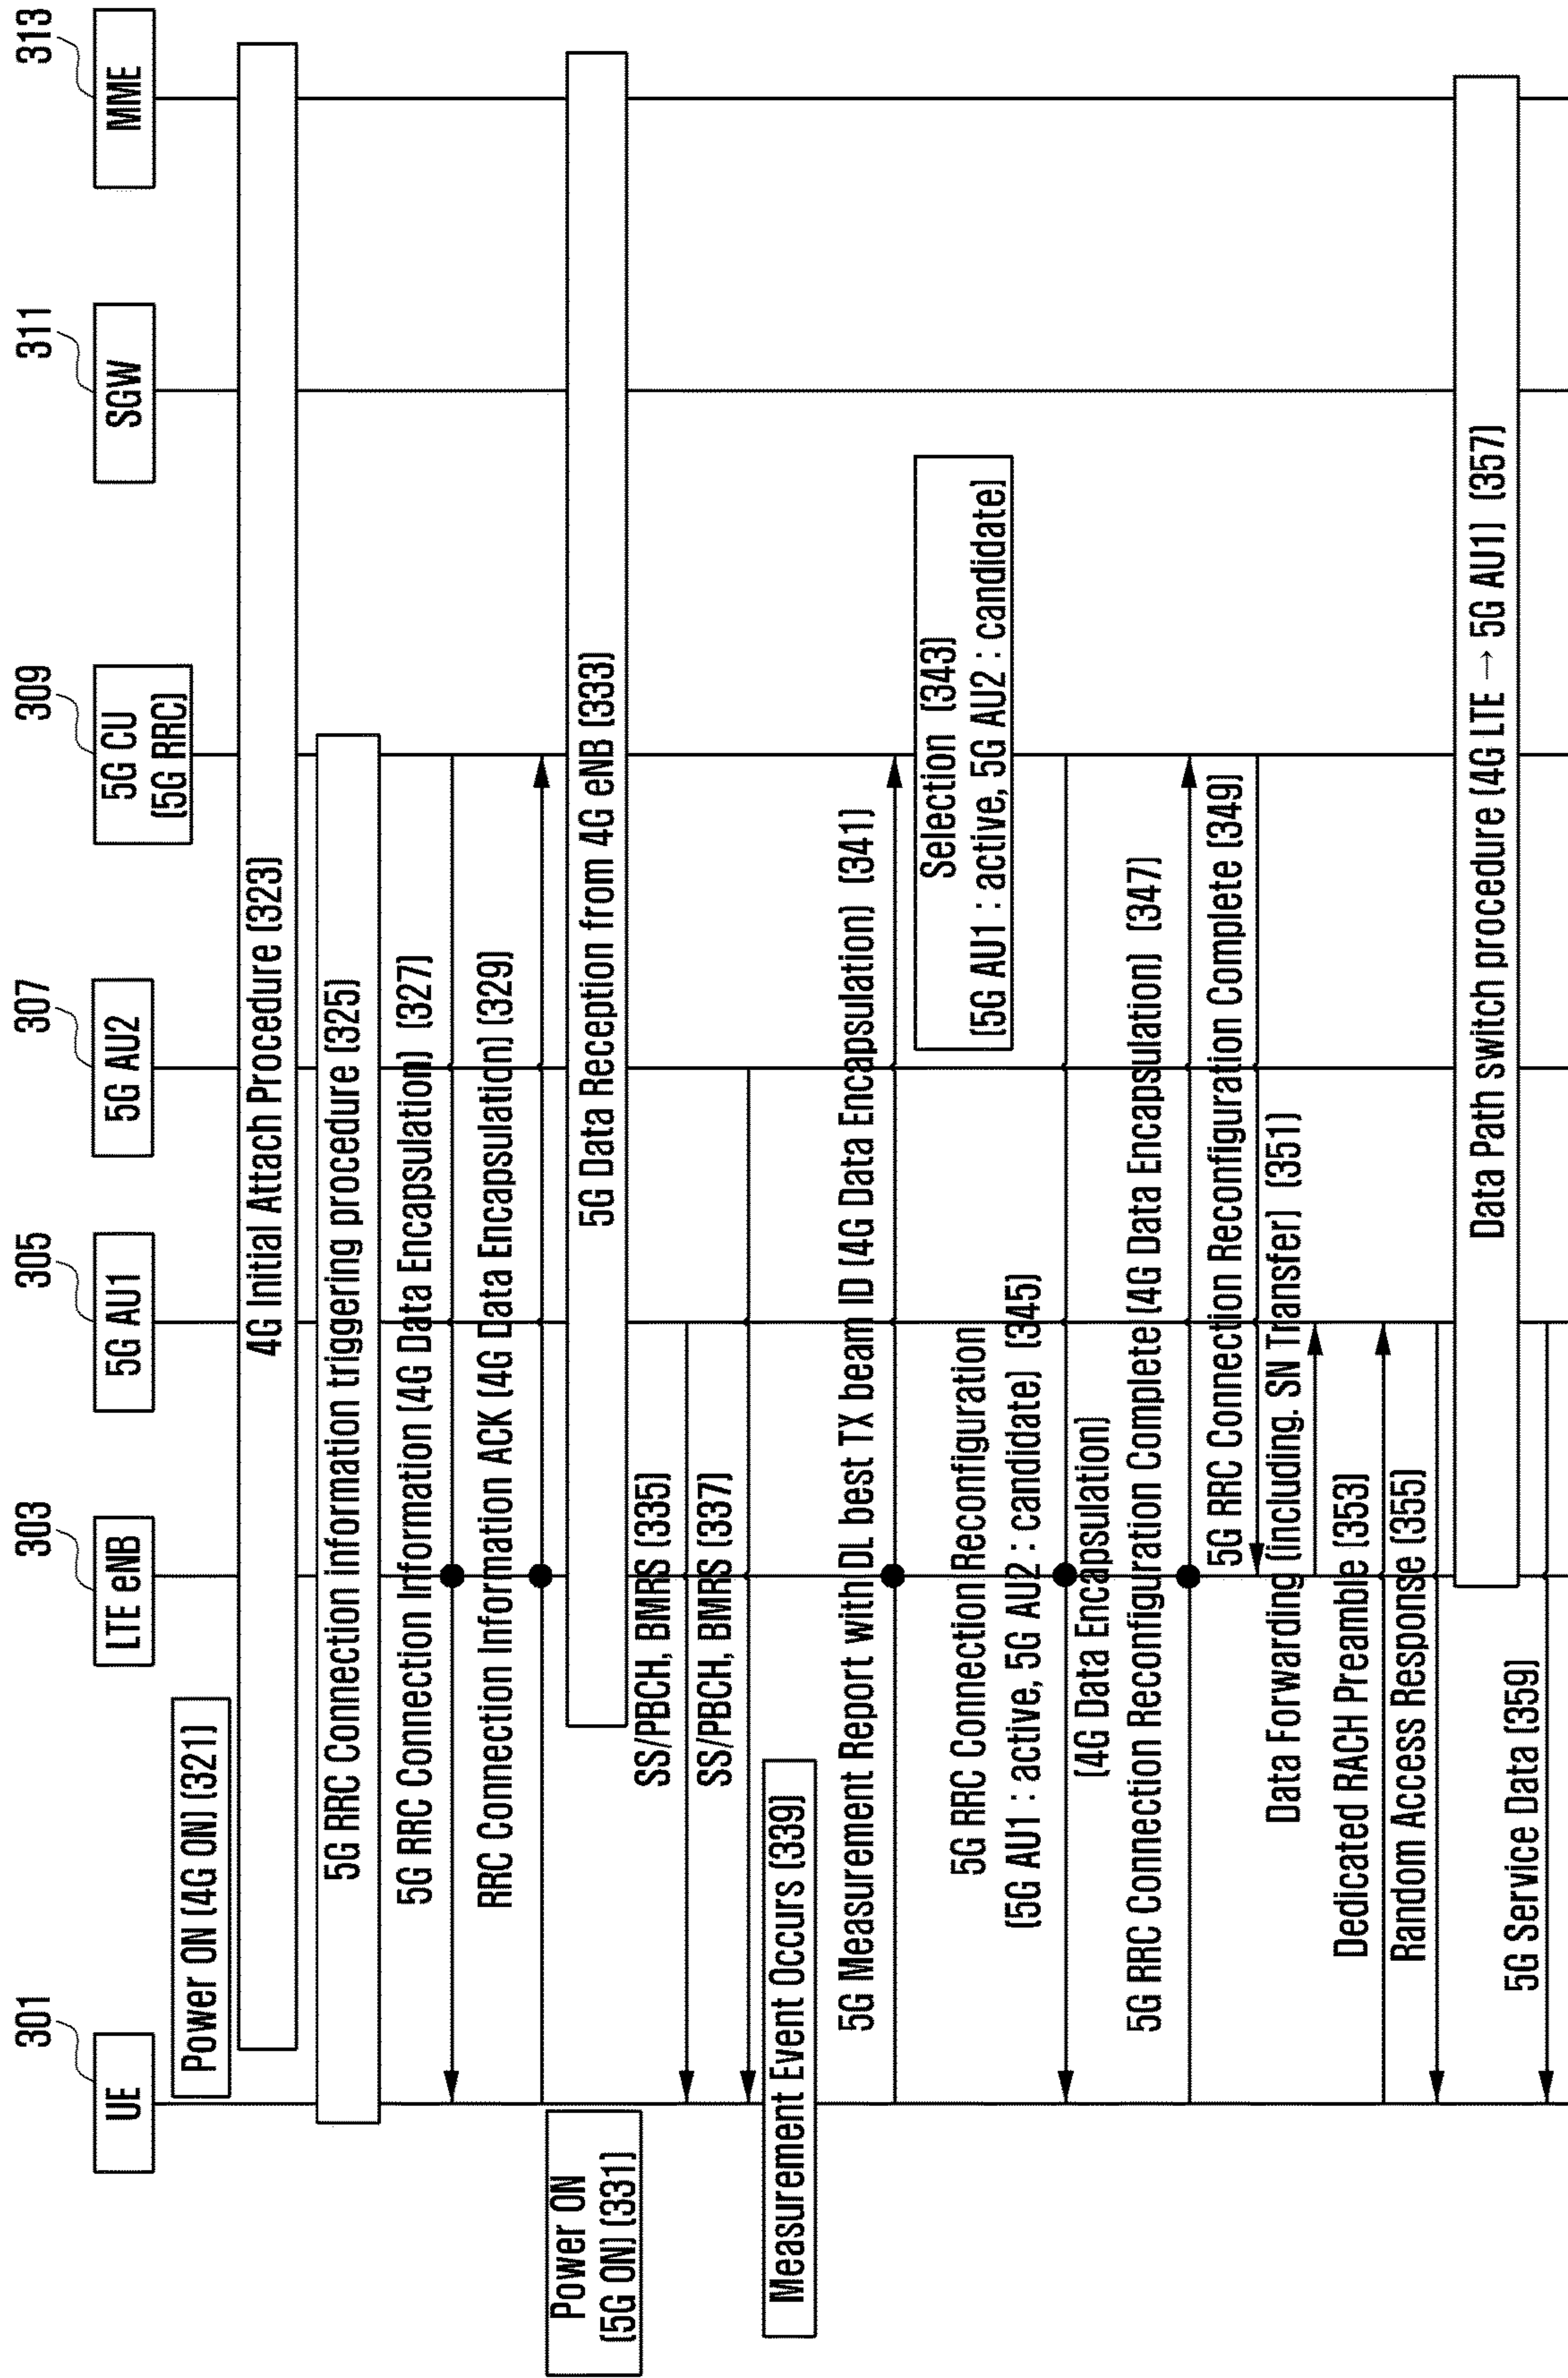 301
303
305
307
309
311
313
UE
LTE eNB
5G AU1
5G AU2
5G CU
(5G RRC)
SGW
MME
Power ON (4G ON) (321)
4G Initial Attach Procedure (323)
5G RRC Connection information triggering procedure (325)
5G RRC Connection Information (4G Data Encapsulation) (327)
RRC Connection Information ACK (4G Data Encapsulation) (329)
Power ON
(5G ON) (331)
5G Data Reception from 4G eNB (333)
SS/PBCH, BMRS (335)
SS/PBCH, BMRS (337)
Measurement Event Occurs (339)
5G Measurement Report with DL best TX beam ID (4G Data Encapsulation) (341)
Selection (343)
(5G AU1 : active, 5G AU2 : candidate)
5G RRC Connection Reconfiguration
(5G AU1 : active, 5G AU2 : candidate) (345)
(4G Data Encapsulation)
5G RRC Connection Reconfiguration Complete (4G Data Encapsulation) (347)
5G RRC Connection Reconfiguration Complete (349)
Data Forwarding (including. SN Transfer) (351)
Dedicated RACH Preamble (353)
Random Access Response (355)
Data Path switch procedure (4G LTE → 5G AU1) (357)
5G Service Data (359)